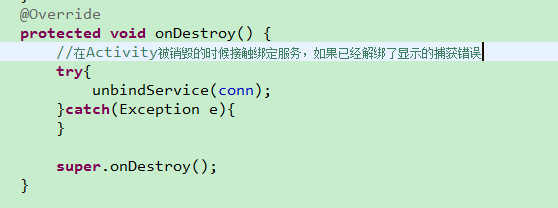 @Override
protected void onDestroy() {
//在Activity被销毁的时候接触绑定服务，如果已经解绑了显示的捕获错误
try{
unbindService(conn);
}catch(Exception e){
}
super.onDestroy();
}